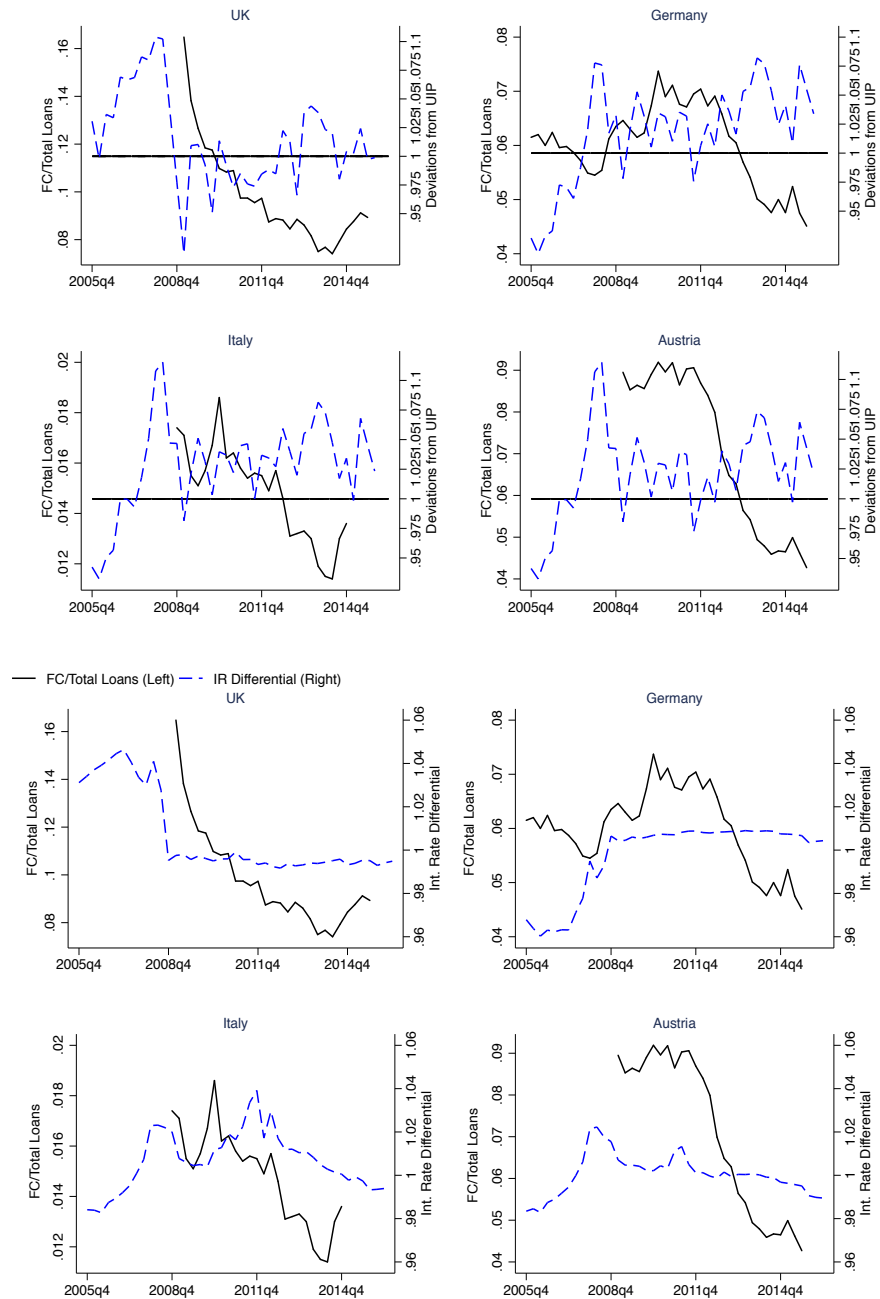 UK
FC/Total Loans
.08 .1 .12 .14 .16
.95 .975 1 1.025 1.05 1.075 1.1
Deviations from UIP
2005q4 2008q4 2011q4 2014q4
Germany
FC/Total Loans
.04 .05 .06 .07 .08
.95 .975 1 1.025 1.05 1.075 1.1
Deviations from UIP
2005q4 2008q4 2011q4 2014q4
Italy
FC/Total Loans
.012 .014 .016 .018 .02
.95 .975 1 1.025 1.05 1.075 1.1
Deviations from UIP
2005q4 2008q4 2011q4 2014q4
Austria
FC/Total Loans
.04 .05 .06 .07 .08 .09
.95 .975 1 1.025 1.05 1.075 1.1
Deviations from UIP
2005q4 2008q4 2011q4 2014q4
FC/Total Loans (Left) IR Differential (Right)
UK
FC/Total Loans
.08 .1 .12 .14 .16
.96 .98 1 1.02 1.04 1.06
Int. Rate Differential
2005q4 2008q4 2011q4 2014q4
Germany
FC/Total Loans
.04 .05 .06 .07 .08
.96 .98 1 1.02 1.04 1.06
Int. Rate Differential
2005q4 2008q4 2011q4 2014q4
Italy
FC/Total Loans
.012 .014 .016 .018 .02
.96 .98 1 1.02 1.04 1.06
Int. Rate Differential
2005q4 2008q4 2011q4 2014q4
Austria
FC/Total Loans
.04 .05 .06 .07 .08 .09
.96 .98 1 1.02 1.04 1.06
Int. Rate Differential
2005q4 2008q4 2011q4 2014q4